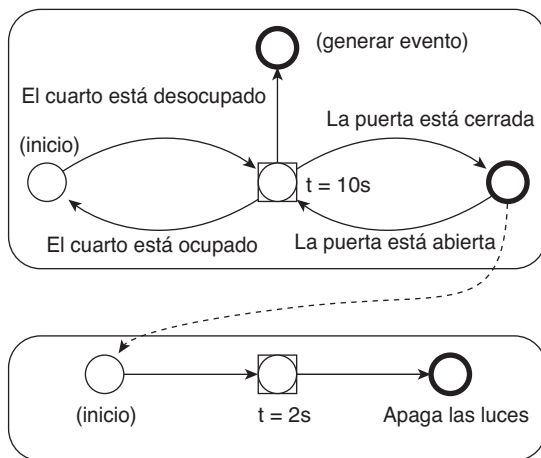 (generar evento)
El cuarto está desocupado
La puerta está cerrada
(inicio)
t = 10s
El cuarto está ocupado
La puerta está abierta
(inicio)
t = 2s
Apaga las luces